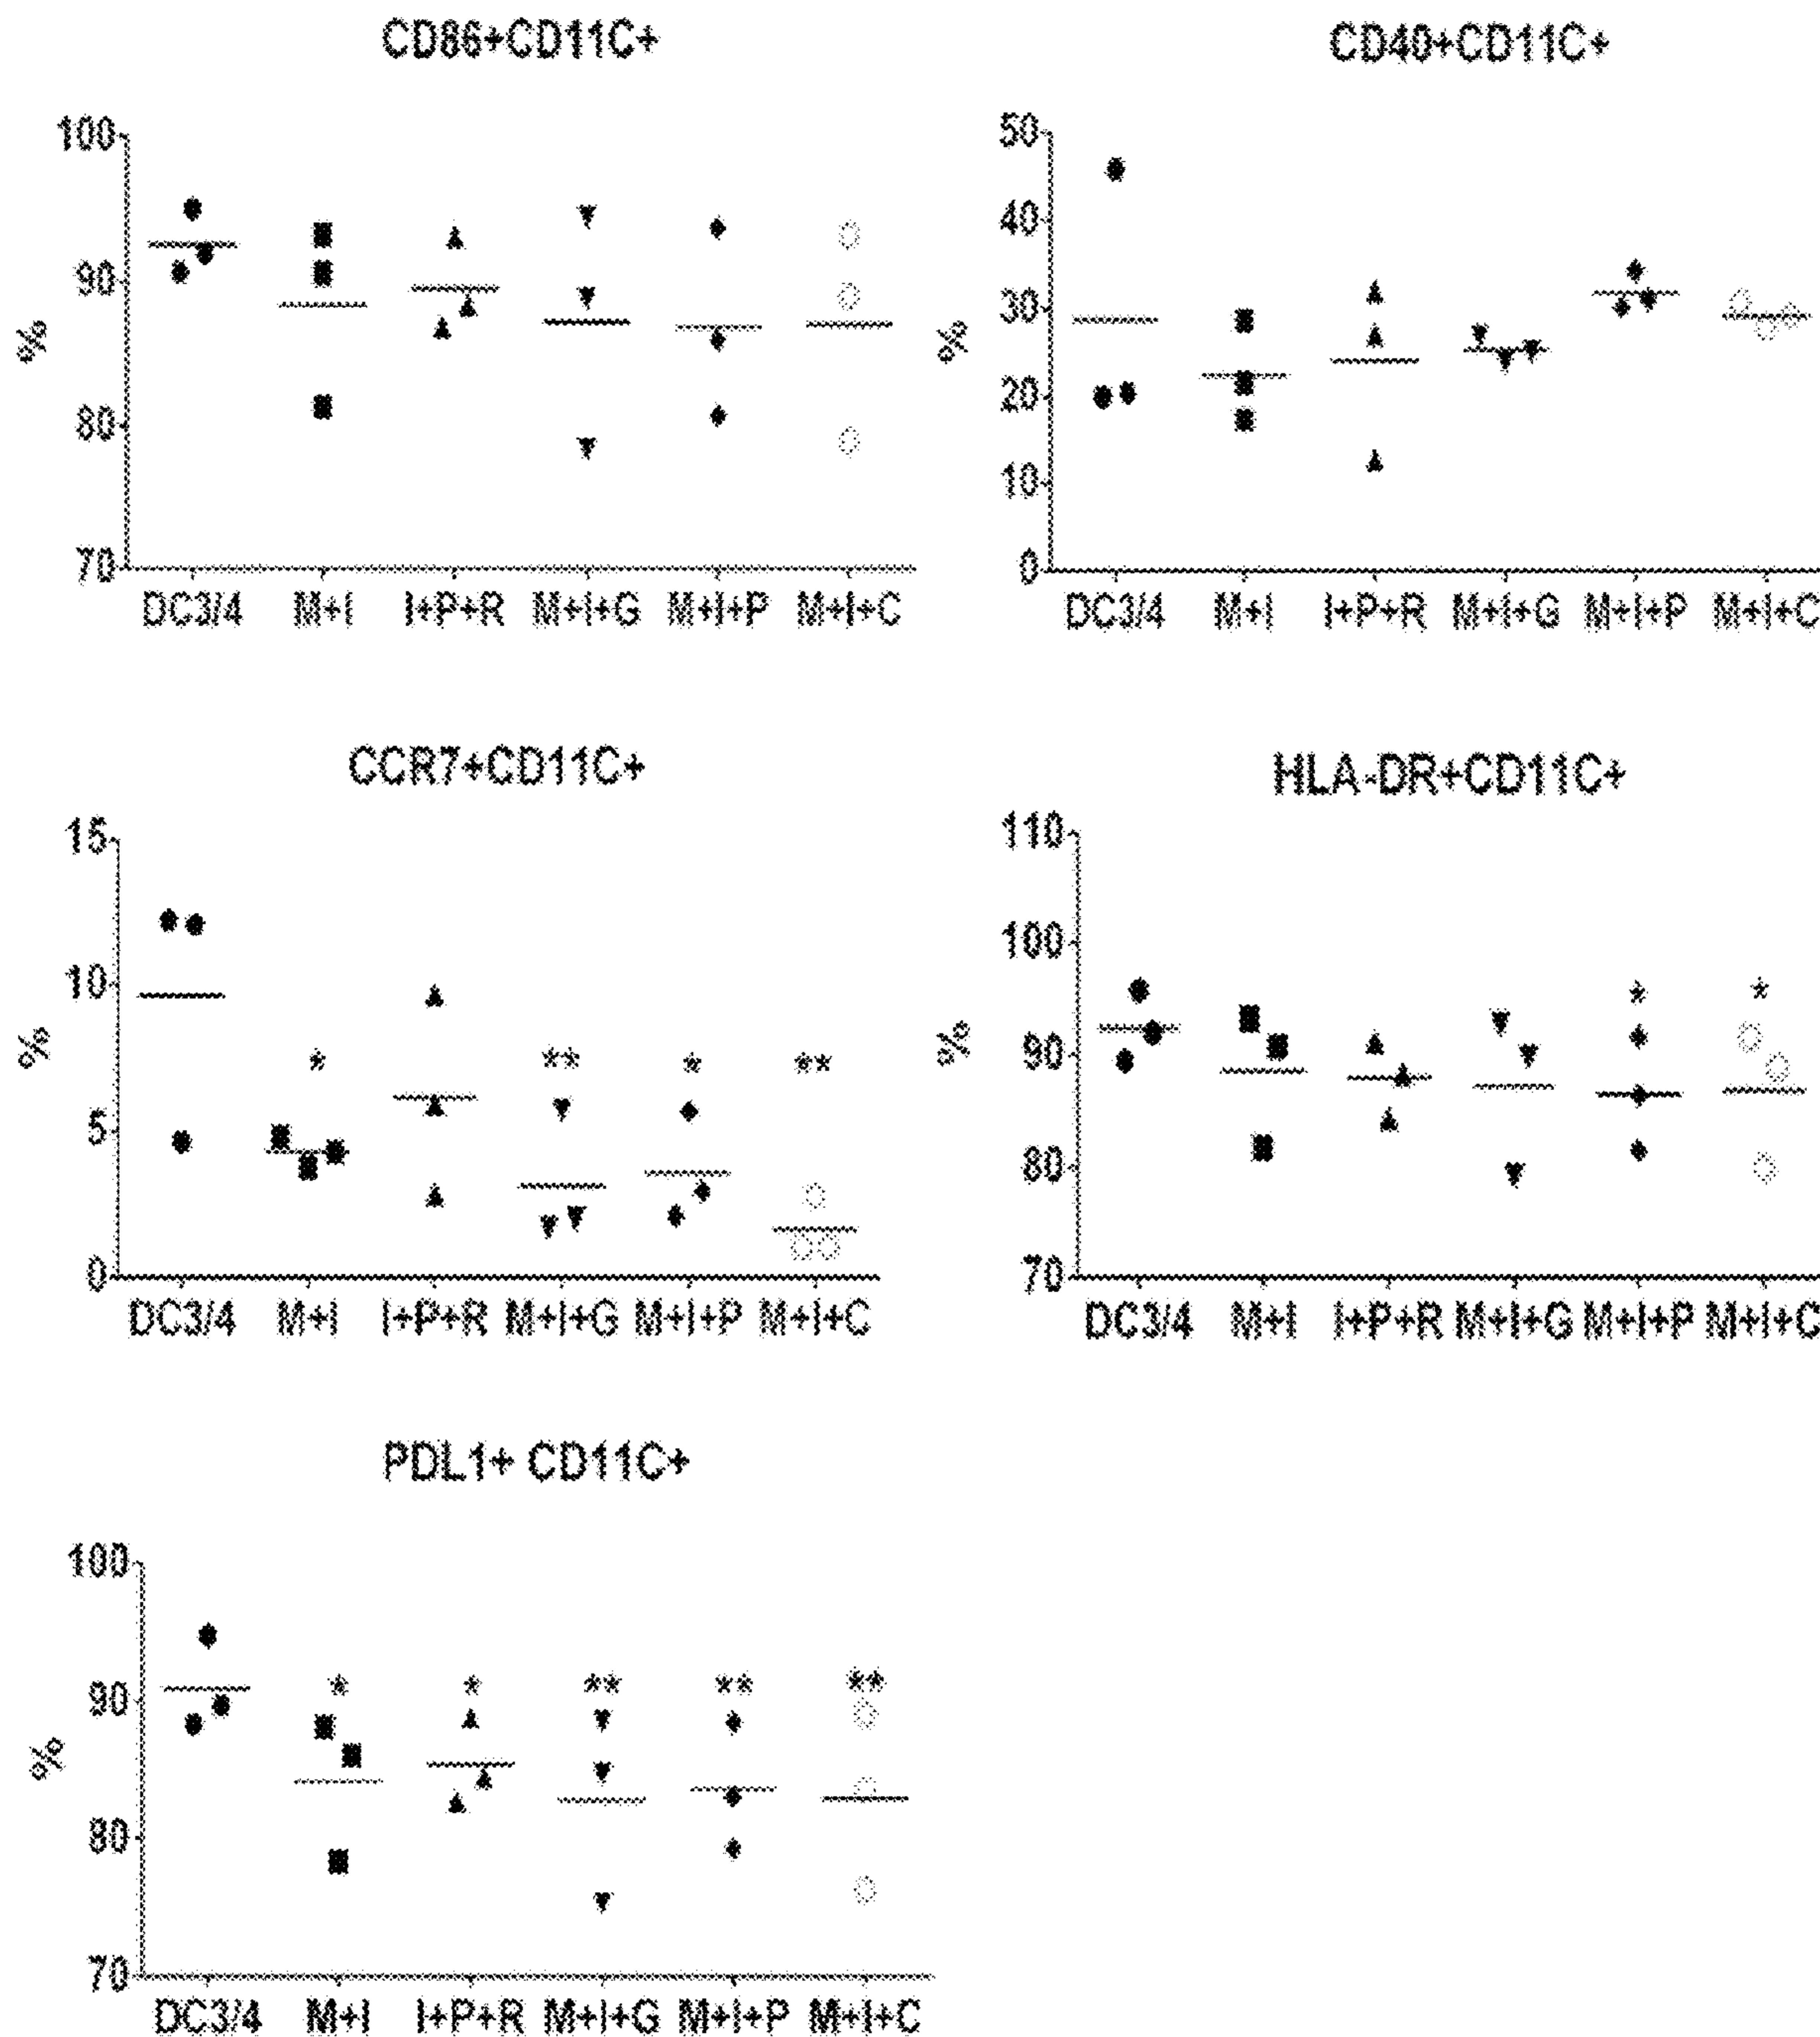 CD86+CD11C+
100
90
80
70
%
DC3/4 M+I I+P+R M+I+G M+I+P M+I+C
CD40+CD11C+
50
40
30
20
10
0
%
DC3/4 M+I I+P+R M+I+G M+I+P M+I+C
CCR7+CD11C+
15
10
5
0
%
* ** * **
DC3/4 M+I I+P+R M+I+G M+I+P M+I+C
HLA-DR+CD11C+
110
100
90
80
70
%
* *
DC3/4 M+I I+P+R M+I+G M+I+P M+I+C
PDL1+ CD11C+
100
90
80
70
%
* * ** ** **
DC3/4 M+I I+P+R M+I+G M+I+P M+I+C